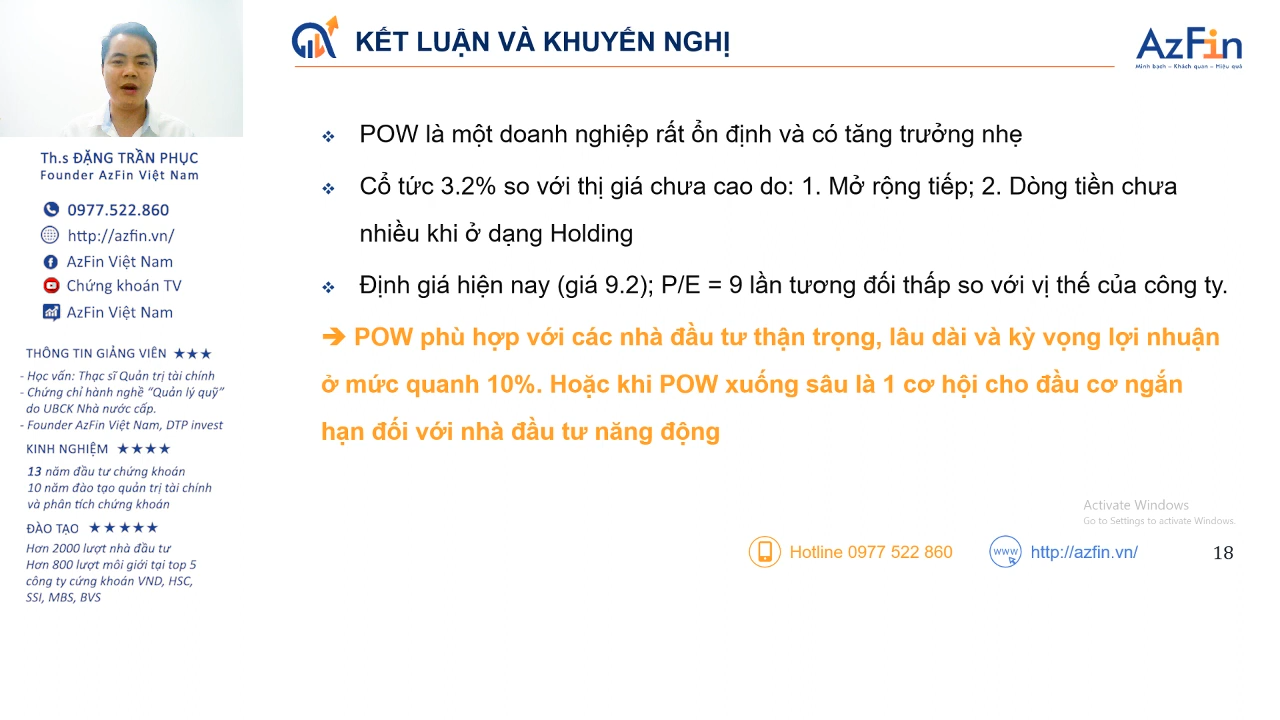 KẾT LUẬN VÀ KHUYẾN NGHỊ
AzFin
Minh bạch – Khách quan – Hiệu quả
Th.s ĐẶNG TRẦN PHỤC
Founder AzFin Việt Nam
0977.522.860
http://azfin.vn/
AzFin Việt Nam
Chứng khoán TV
AzFin Việt Nam
THÔNG TIN GIẢNG VIÊN ★★★
- Học vấn: Thạc sĩ Quản trị tài chính
- Chứng chỉ hành nghề “Quản lý quỹ”
do UBCK Nhà nước cấp.
- Founder AzFin Việt Nam, DTP invest
KINH NGHIỆM ★★★★
13 năm đầu tư chứng khoán
10 năm đào tạo quản trị tài chính
và phân tích chứng khoán
ĐÀO TẠO ★★★★★
Hơn 2000 lượt nhà đầu tư
Hơn 800 lượt môi giới tại top 5
công ty cứng khoán VND, HSC,
SSI, MBS, BVS
❖ POW là một doanh nghiệp rất ổn định và có tăng trưởng nhẹ
❖ Cổ tức 3.2% so với thị giá chưa cao do: 1. Mở rộng tiếp; 2. Dòng tiền chưa
nhiều khi ở dạng Holding
❖ Định giá hiện nay (giá 9.2); P/E = 9 lần tương đối thấp so với vị thế của công ty.
➔ POW phù hợp với các nhà đầu tư thận trọng, lâu dài và kỳ vọng lợi nhuận
ở mức quanh 10%. Hoặc khi POW xuống sâu là 1 cơ hội cho đầu cơ ngắn
hạn đối với nhà đầu tư năng động
Activate Windows
Go to Settings to activate Windows.
Hotline 0977 522 860
www
http://azfin.vn/
18